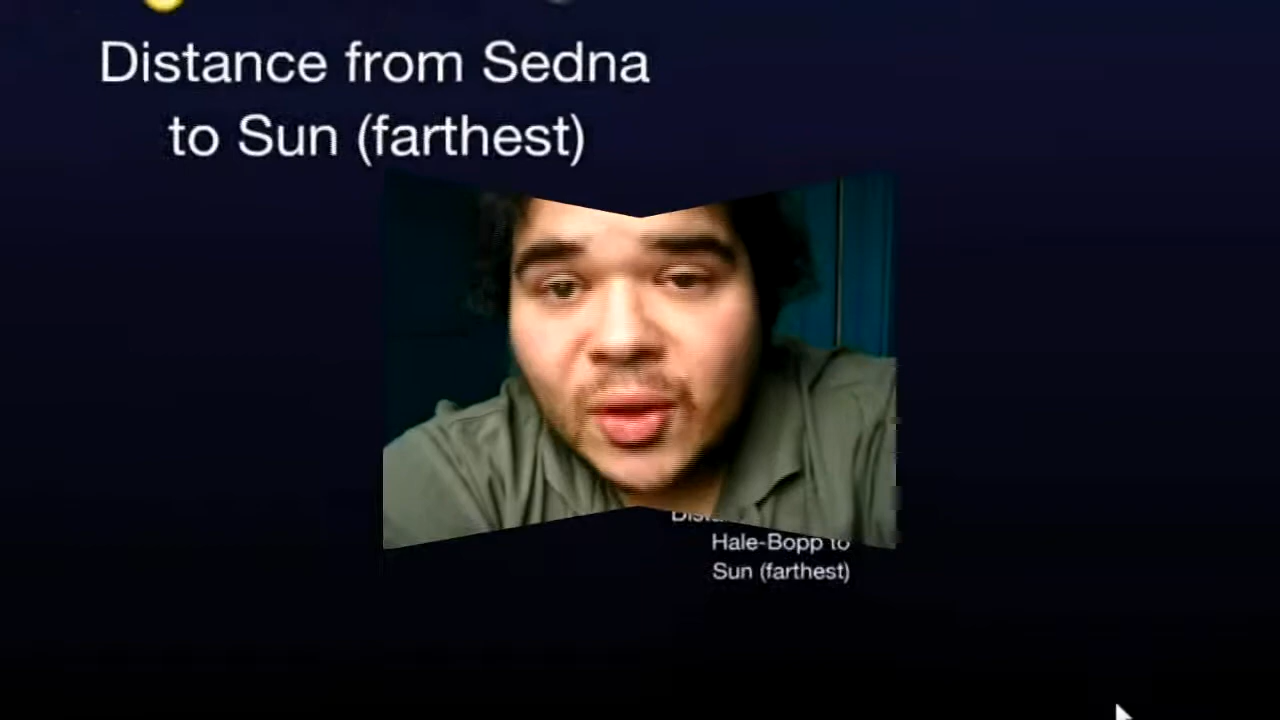 Distance from Sedna
to Sun (farthest)
Hale-Bopp to
Sun (farthest)